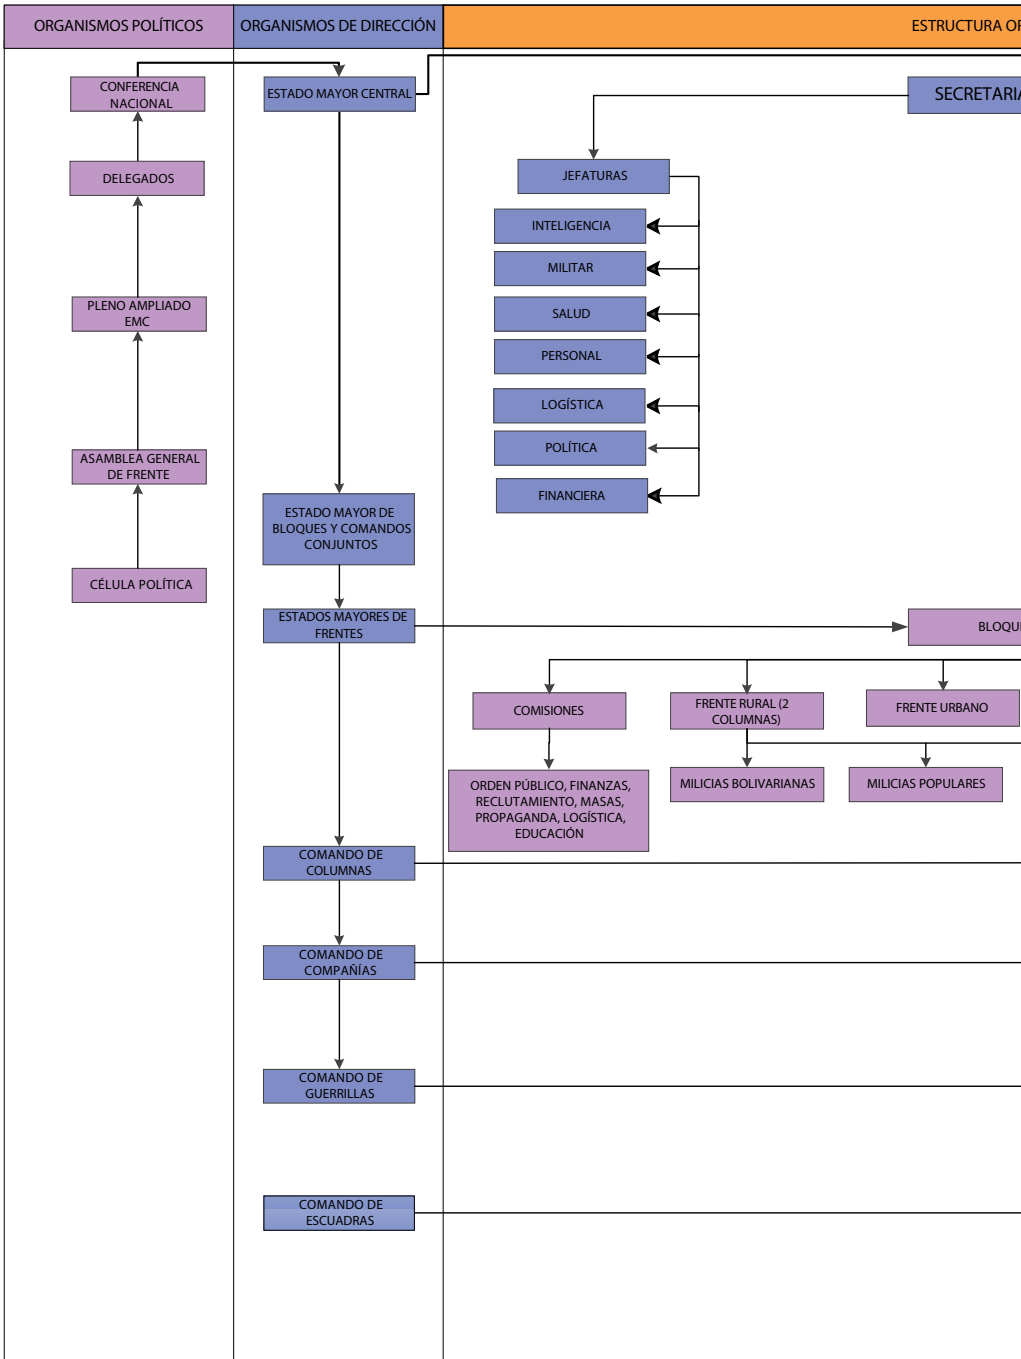 ORGANISMOS POLÍTICOS
ORGANISMOS DE DIRECCIÓN
ESTRUCTURA
CONFERENCIA
NACIONAL
DELEGADOS
PLENO AMPLIADO
EMC
ASAMBLEA GENERAL
DE FRENTE
CÉLULA POLÍTICA
ESTADO MAYOR CENTRAL
ESTADO MAYOR DE
BLOQUES Y COMANDOS
CONJUNTOS
ESTADOS MAYORES DE
FRENTES
COMANDO DE
COLUMNAS
COMANDO DE
COMPAÑÍAS
COMANDO DE
GUERRILLAS
COMANDO DE
ESCUADRAS
JEFATURAS
INTELIGENCIA
MILITAR
SALUD
PERSONAL
LOGÍSTICA
POLÍTICA
FINANCIERA
COMISIONES
FRENTE RURAL (2
COLUMNAS)
FRENTE URBANO
ORDEN PÚBLICO, FINANZAS,
RECLUTAMIENTO, MASAS,
PROPAGANDA, LOGÍSTICA,
EDUCACIÓN
MILICIAS BOLIVARIANAS
MILICIAS POPULARES